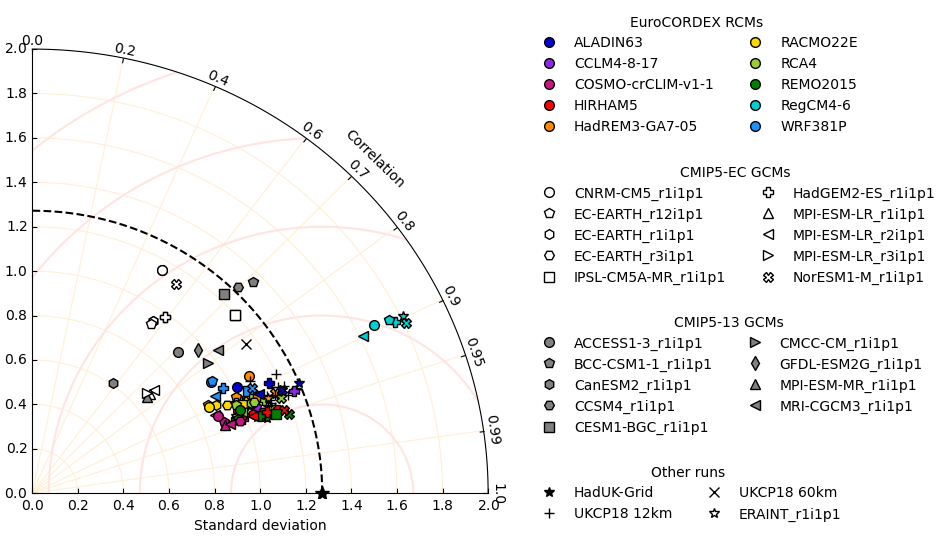 EuroCORDEX RCMs
ALADIN63
RACMO22E
CCLM4-8-17
RCA4
COSMO-crCLIM-v1-1
REMO2015
HIRHAM5
RegCM4-6
HadREM3-GA7-05
WRF381P
CMIP5-EC GCMs
CNRM-CM5_r1i1p1
HadGEM2-ES_r1i1p1
EC-EARTH_r12i1p1
MPI-ESM-LR_r1i1p1
EC-EARTH_r1i1p1
MPI-ESM-LR_r2i1p1
EC-EARTH_r3i1p1
MPI-ESM-LR_r3i1p1
IPSL-CM5A-MR_r1i1p1
NorESM1-M_r1i1p1
CMIP5-13 GCMs
ACCESS1-3_r1i1p1
CMCC-CM_r1i1p1
BCC-CSM1-1_r1i1p1
GFDL-ESM2G_r1i1p1
CanESM2_r1i1p1
MPI-ESM-MR_r1i1p1
CCSM4_r1i1p1
MRI-CGCM3_r1i1p1
CESM1-BGC_r1i1p1
Other runs
HadUK-Grid
UKCP18 60km
UKCP18 12km
ERAINT_r1i1p1
0.0
0.2
0.4
0.6
Correlation
0.7
0.8
0.9
0.95
0.99
1.0
2.0
1.8
1.6
1.4
1.2
1.0
0.8
0.6
0.4
0.2
0.0
0.0 0.2 0.4 0.6 0.8 1.0 1.2 1.4 1.6 1.8 2.0
Standard deviation